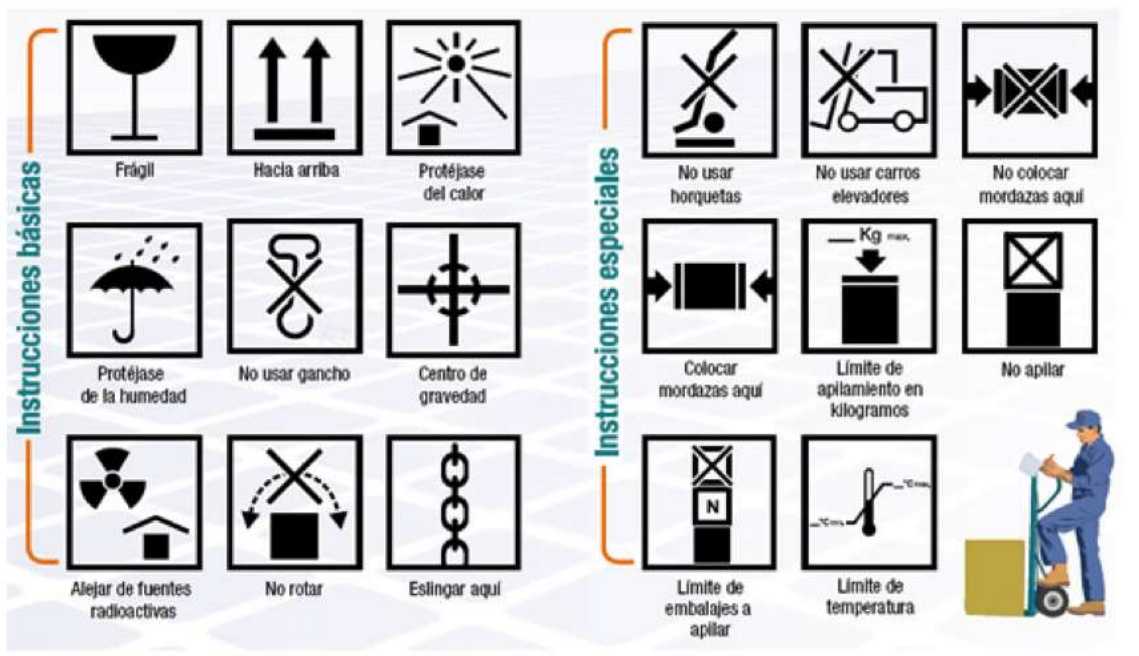 Instrucciones básicas
Frágil
Hacia arriba
Protéjase
del calor
Protéjase
de la humedad
No usar gancho
Centro de
gravedad
Alejar de fuentes
radioactivas
No rotar
Eslingar aquí
Instrucciones especiales
No usar
horquetas
No usar carros
elevadores
No colocar
mordazas aquí
Colocar
mordazas aquí
__ Kg max.
Límite de
apilamiento en
kilogramos
No apilar
N
Límite de
embalajes a
apilar
__°C max.
__°C min.
Límite de
temperatura